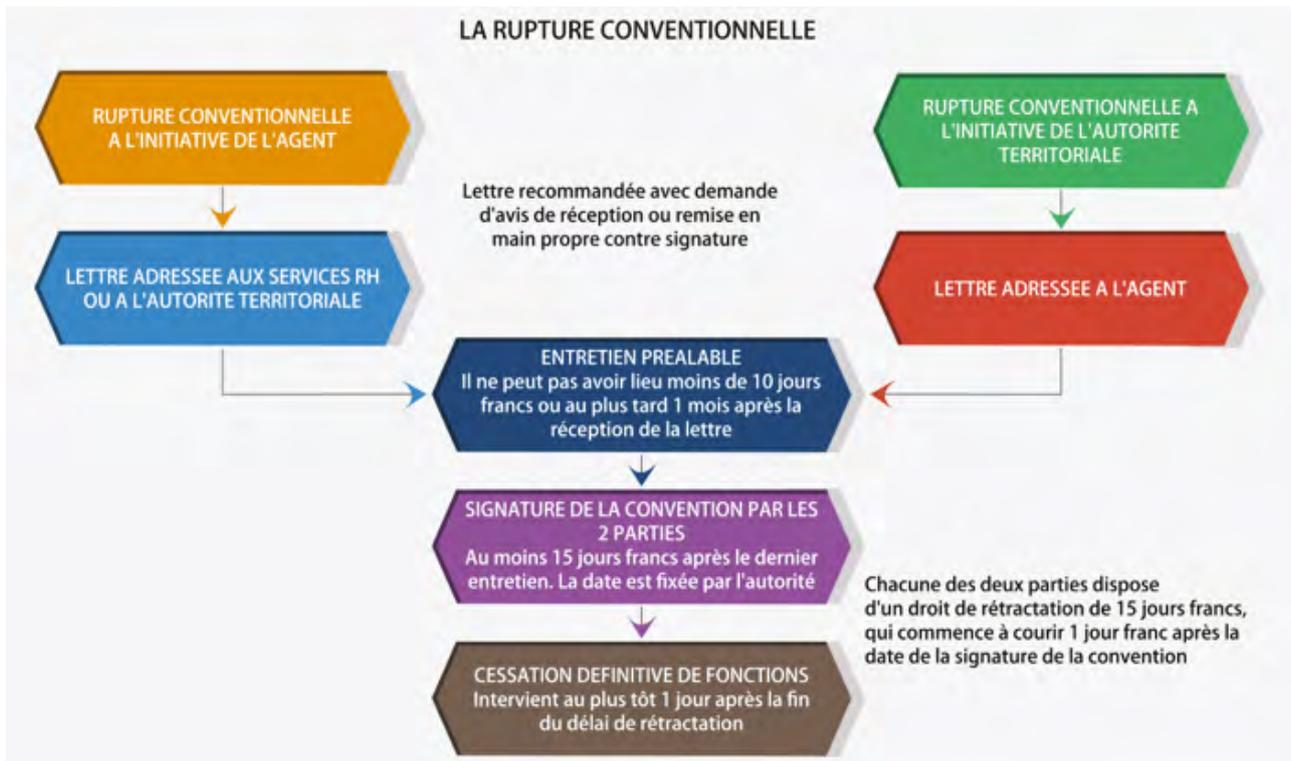 LA RUPTURE CONVENTIONNELLE
RUPTURE CONVENTIONNELLE
A L'INITIATIVE DE L'AGENT
RUPTURE CONVENTIONNELLE A
L'INITIATIVE DE L'AUTORITE
TERRITORIALE
Lettre recommandée avec demande
d'avis de réception ou remise en
main propre contre signature
LETTRE ADRESSEE AUX SERVICES RH
OU A L'AUTORITE TERRITORIALE
LETTRE ADRESSEE A L'AGENT
ENTRETIEN PREALABLE
Il ne peut pas avoir lieu moins de 10 jours
francs ou au plus tard 1 mois après la
réception de la lettre
SIGNATURE DE LA CONVENTION PAR LES
2 PARTIES
Au moins 15 jours francs après le dernier
entretien. La date est fixée par l'autorité
Chacune des deux parties dispose
d'un droit de rétractation de 15 jours francs,
qui commence à courir 1 jour franc après la
date de la signature de la convention
CESSATION DEFINITIVE DE FONCTIONS
Intervient au plus tôt 1 jour après la fin
du délai de rétractation